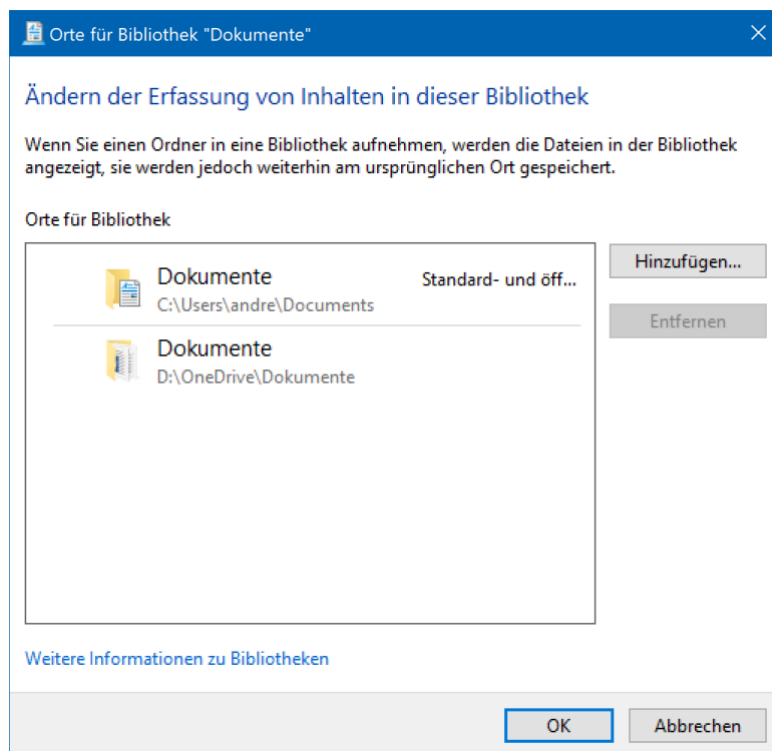 Orte für Bibliothek "Dokumente"
Ändern der Erfassung von Inhalten in dieser Bibliothek
Wenn Sie einen Ordner in eine Bibliothek aufnehmen, werden die Dateien in der Bibliothek
angezeigt, sie werden jedoch weiterhin am ursprünglichen Ort gespeichert.
Orte für Bibliothek
Dokumente Standard- und öff...
C:\Users\andre\Documents
Dokumente
D:\OneDrive\Dokumente
Hinzufügen...
Entfernen
Weitere Informationen zu Bibliotheken
OK Abbrechen